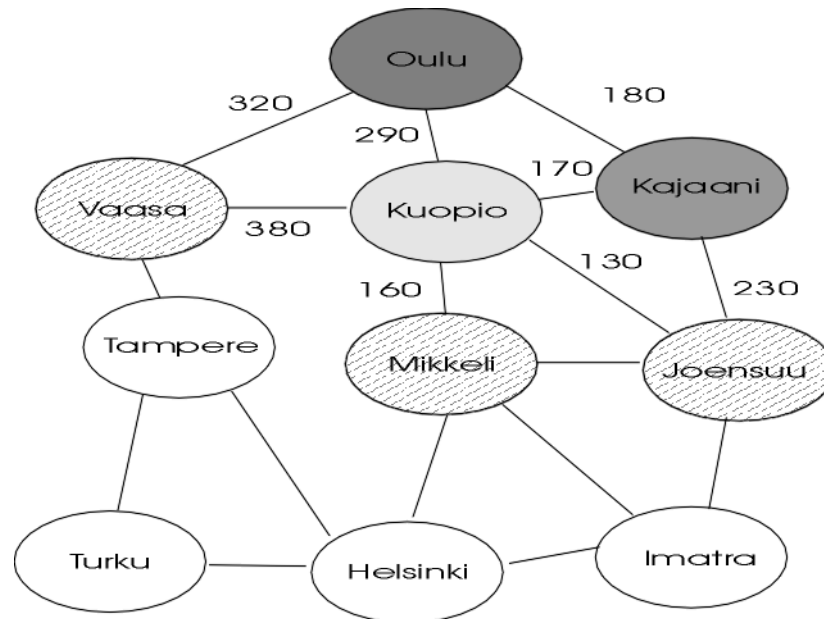 Oulu
320
180
290
170
Kajaani
Vaasa
Kuopio
380
130
160
230
Tampere
Mikkeli
Joensuu
Turku
Helsinki
Imatra